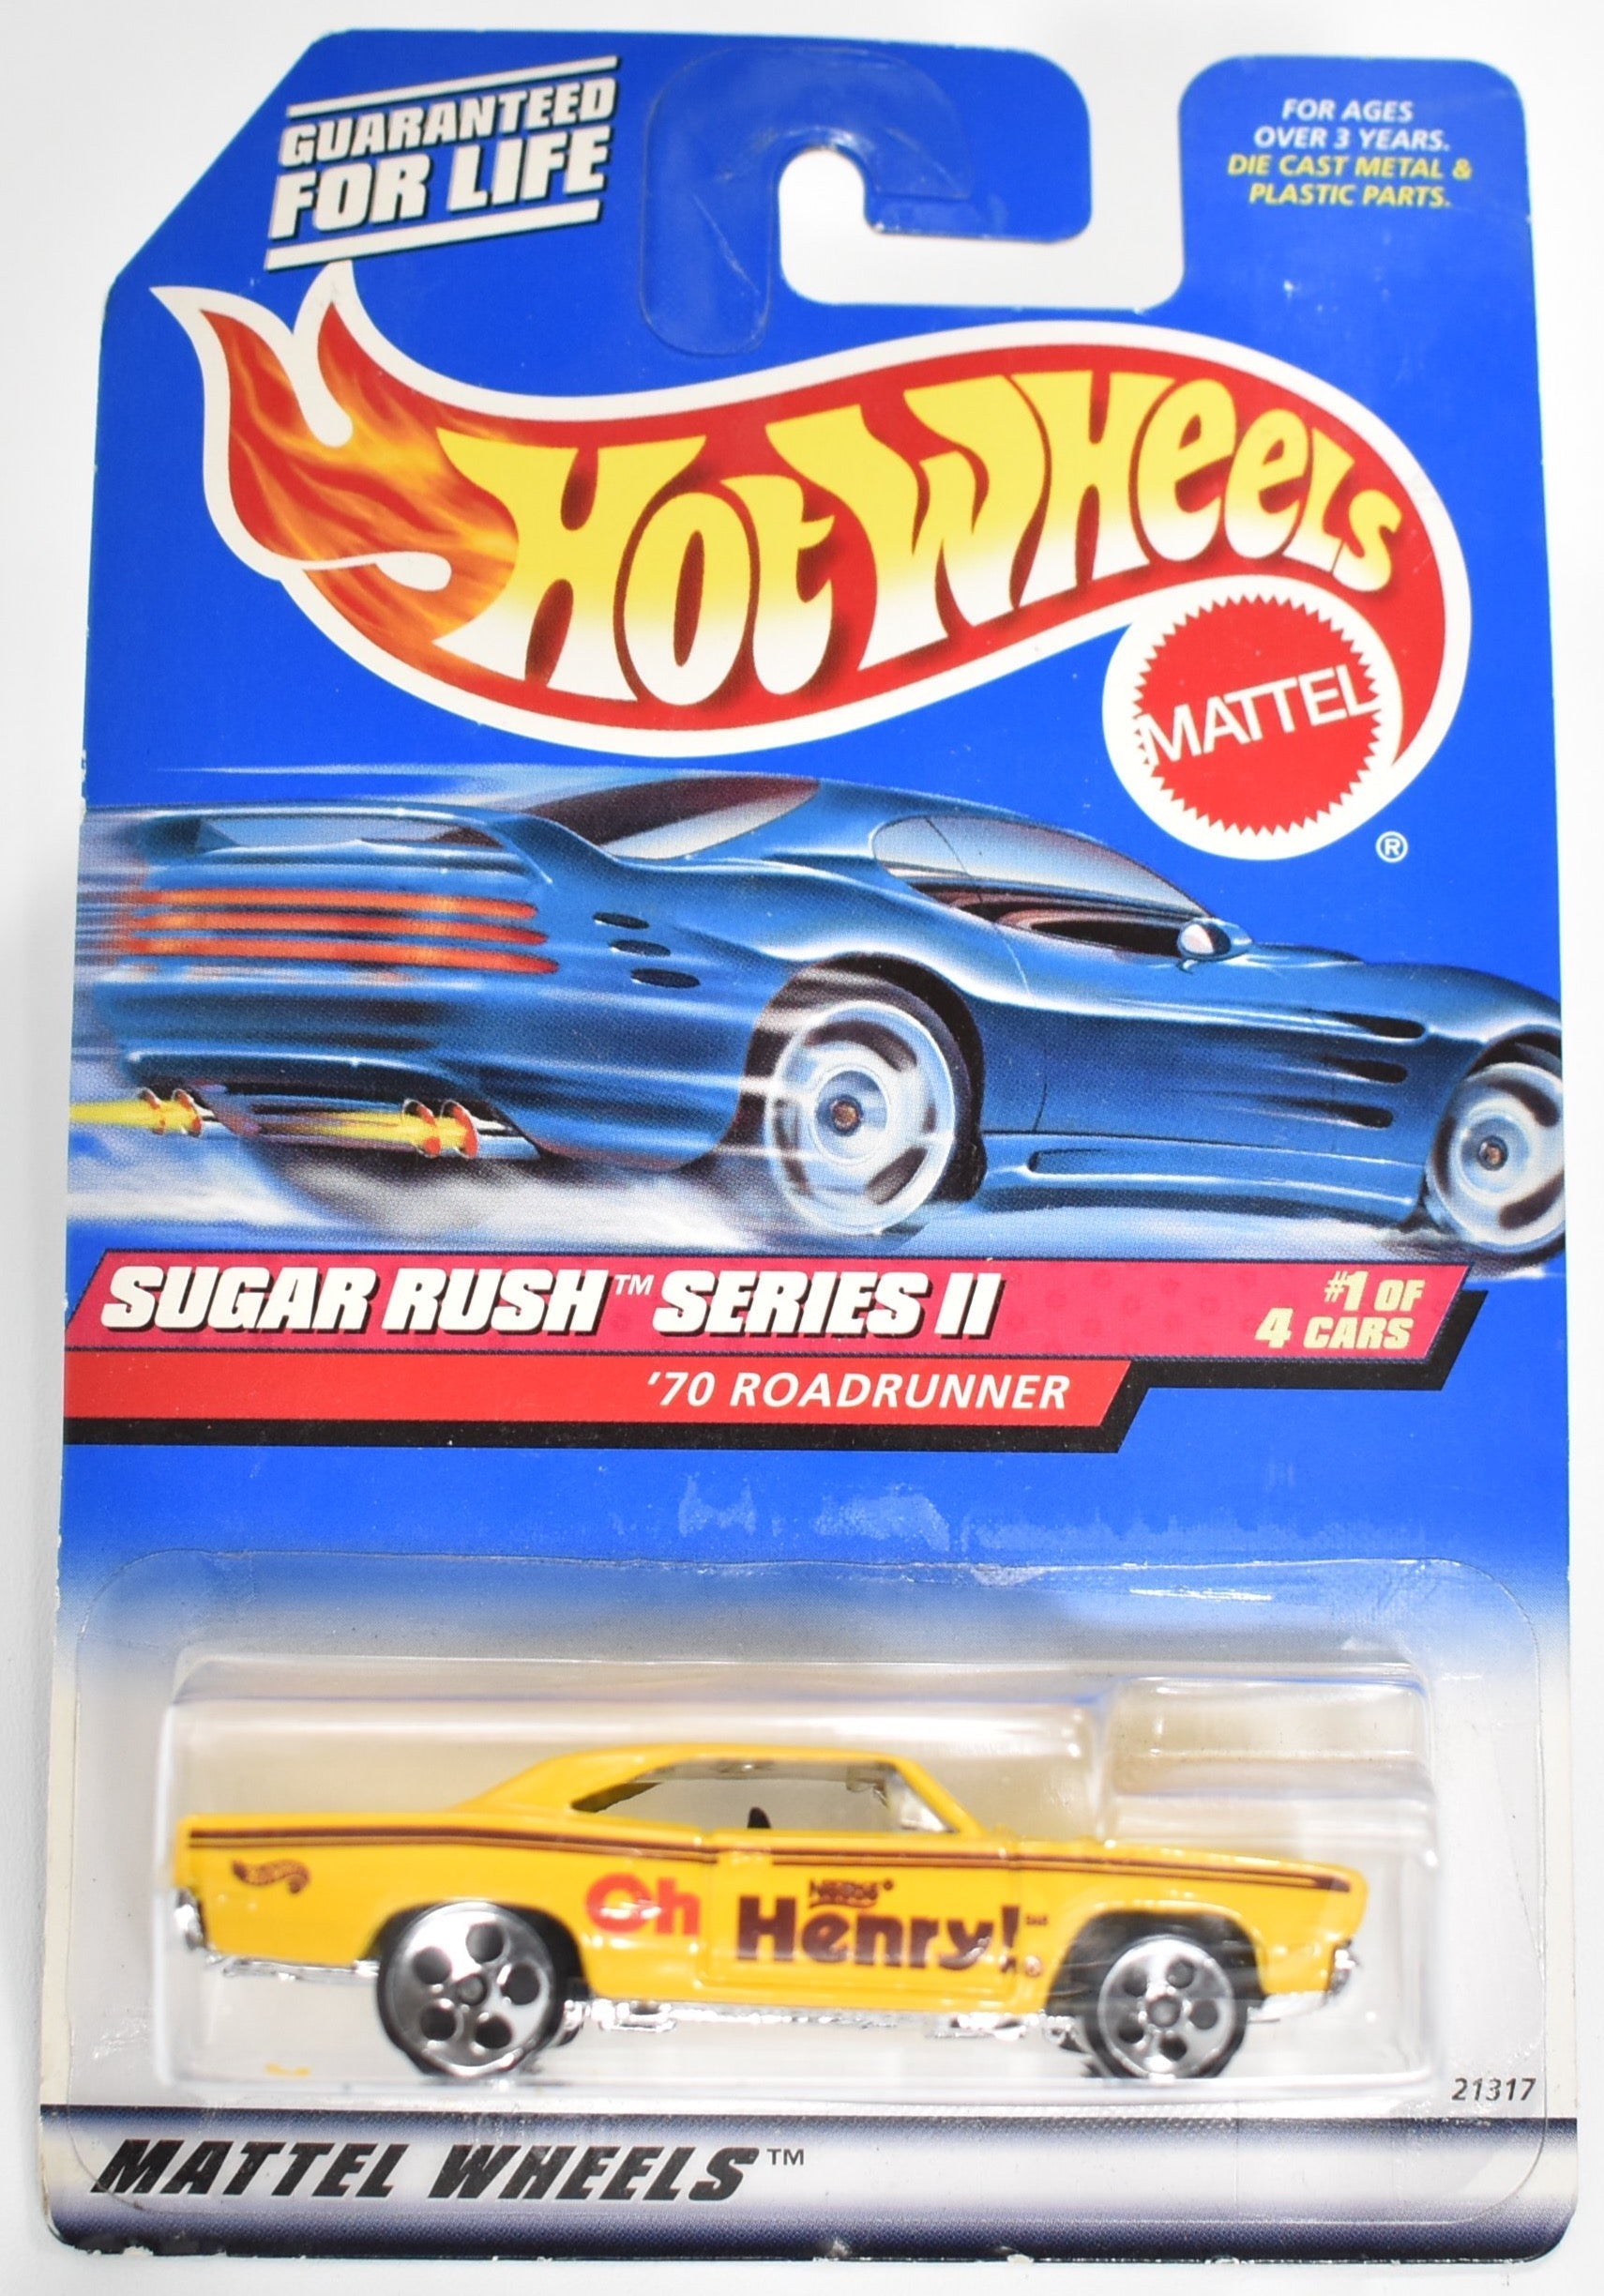 GUARANTEED
FOR LIFE
FOR AGES
OVER 3 YEARS.
DIE CAST METAL &
PLASTIC PARTS.
HOT WHEELS
MATTEL
®
SUGAR RUSH™ SERIES II
#1 OF
4 CARS
'70 ROADRUNNER
Nestlé®
Oh Henry!
21317
MATTEL WHEELS™